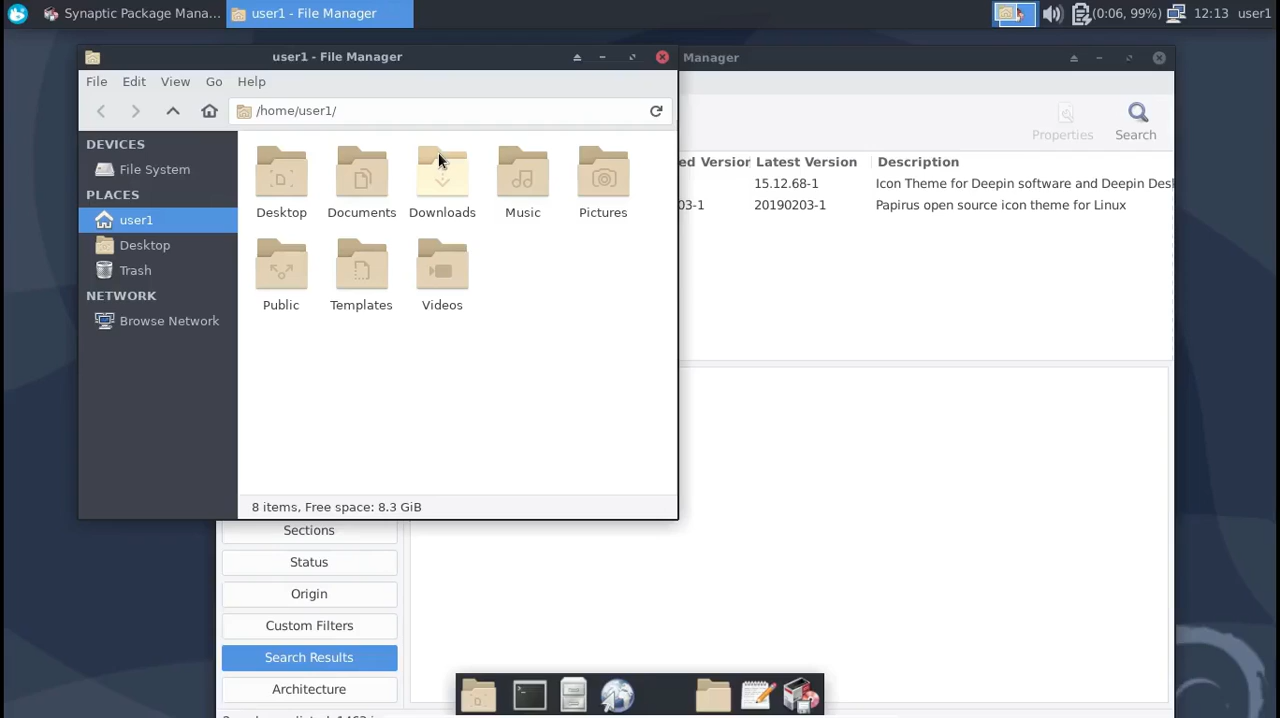 Synaptic Package Mana... user1 - File Manager (0:06, 99%) 12:13 user1
user1 - File Manager
Manager
File Edit View Go Help
/home/user1/
Properties
Search
DEVICES
File System
PLACES
user1
Desktop
Trash
NETWORK
Browse Network
Desktop Documents Downloads Music Pictures
Public Templates Videos
8 items, Free space: 8.3 GiB
ed Version Latest Version Description
15.12.68-1 Icon Theme for Deepin software and Deepin Des
03-1 20190203-1 Papirus open source icon theme for Linux
Sections
Status
Origin
Custom Filters
Search Results
Architecture